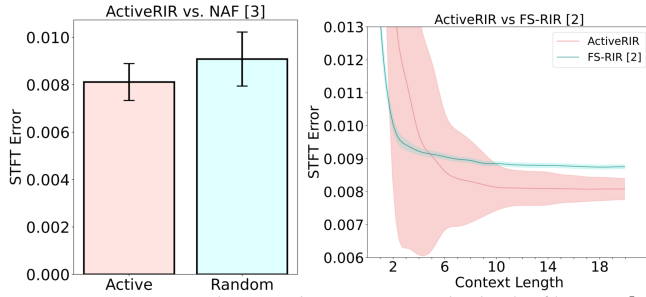 ActiveRIR vs. NAF [3]
STFT Error
0.010
0.008
0.006
0.004
0.002
0.000
Active
Random
ActiveRIR vs FS-RIR [2]
STFT Error
0.013
0.012
0.011
0.010
0.009
0.008
0.007
0.006
ActiveRIR
FS-RIR [2]
2
6
10
14
18
Context Length